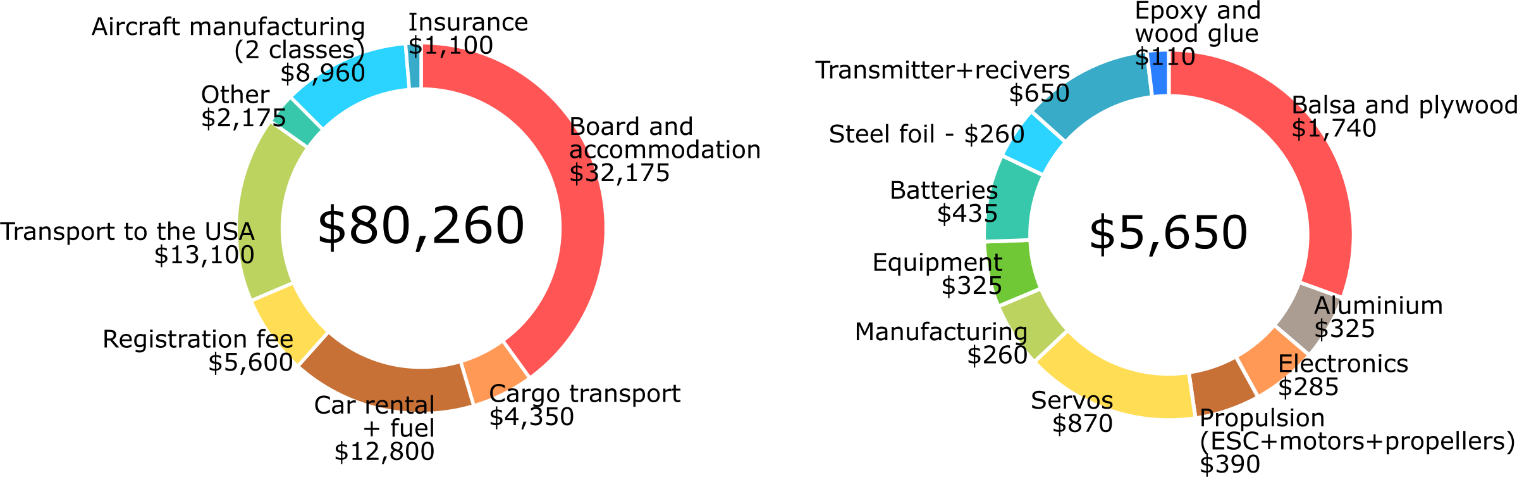 Aircraft manufacturing
(2 classes)
$8,960
Insurance
$1,100
Other
$2,175
Board and
accommodation
$32,175
Transport to the USA
$13,100
$80,260
Registration fee
$5,600
Car rental
+ fuel
$12,800
Cargo transport
$4,350
Epoxy and
wood glue
$110
Transmitter+recivers
$650
Balsa and plywood
$1,740
Steel foil - $260
Batteries
$435
$5,650
Equipment
$325
Manufacturing
$260
Aluminium
$325
Electronics
$285
Servos
$870
Propulsion
(ESC+motors+propellers)
$390